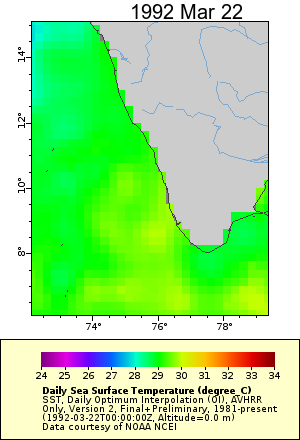 1992 Mar 22
14°
12°
10°
8°
74°
76°
78°
24 25 26 27 28 29 30 31 32 33 34
Daily Sea Surface Temperature (degree_C)
SST, Daily Optimum Interpolation (OI), AVHRR
Only, Version 2, Final+Preliminary, 1981-present
(1992-03-22T00:00:00Z, Altitude=0.0 m)
Data courtesy of NOAA NCEI